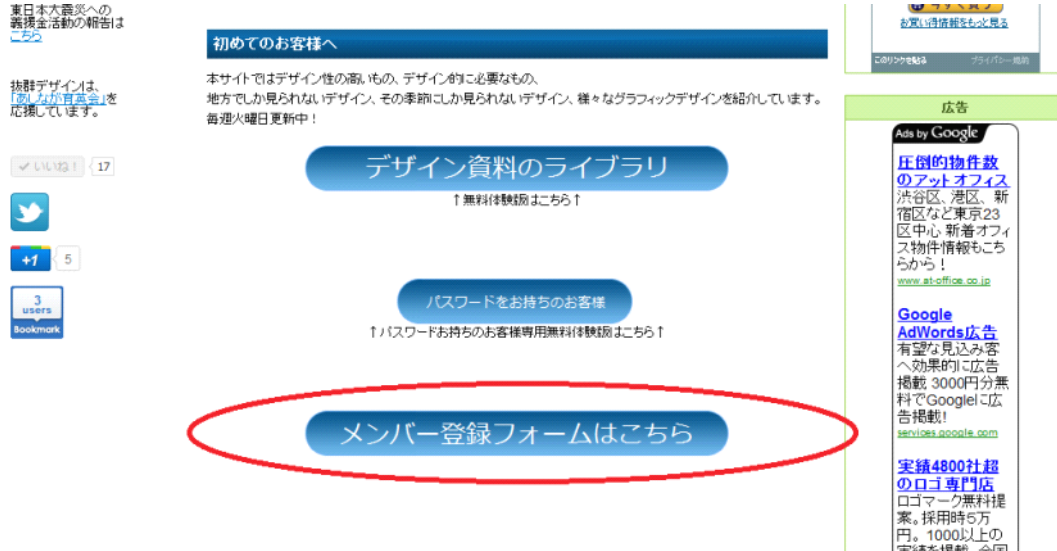 東日本大震災への
義援金活動の報告は
こちら
抜群デザインは、
「あしなが育英会」を
応援しています。
いいね！ 17
+1 5
3
users
Bookmark
初めてのお客様へ
本サイトではデザイン性の高いもの、デザイン的に必要なもの、
地方でしか見られないデザイン、その季節にしか見られないデザイン、様々なグラフィックデザインを紹介しています。
毎週火曜日更新中！
デザイン資料のライブラリ
↑無料体験版はこちら↑
パスワードをお持ちのお客様
↑パスワードお持ちのお客様専用無料体験版はこちら↑
メンバー登録フォームはこちら
今すぐ買う
お買い得情報をもっと見る
このリンクを貼る プライバシー規約
広告
Ads by Google
圧倒的物件数
のアットオフィス
渋谷区、港区、新
宿区など東京23
区中心 新着オフィ
ス物件情報もこち
らから！
www.at-office.co.jp
Google
AdWords広告
有望な見込み客
へ効果的に広告
掲載 3000円分無
料でGoogleに広
告掲載!
services.google.com
実績4800社超
のロゴ専門店
ロゴマーク無料提
案。採用時5万
円。1000以上の
実績を掲載 全国